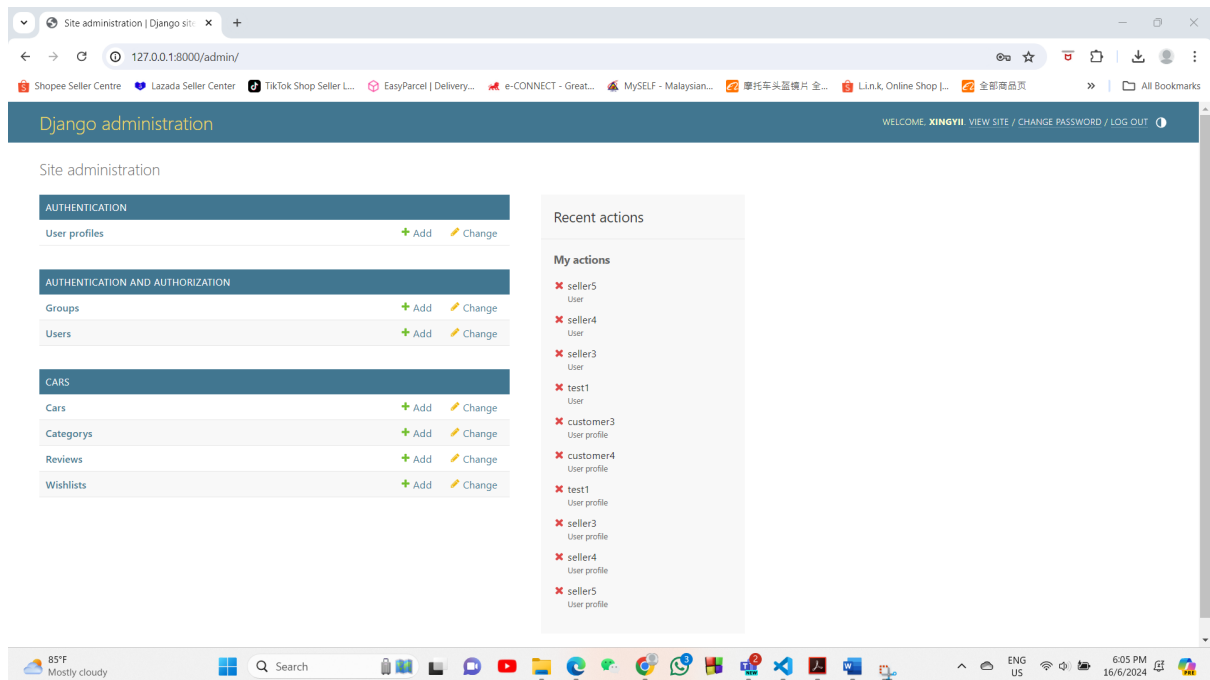 Site administration | Django site
127.0.0.1:8000/admin/
Shopee Seller Centre Lazada Seller Center TikTok Shop Seller L... EasyParcel | Delivery... e-CONNECT - Great... MySELF - Malaysian... 摩托车头盔镜片 全... L.i.n.k, Online Shop |... 全部商品页 » All Bookmarks
Django administration
WELCOME, XINGYII. VIEW SITE / CHANGE PASSWORD / LOG OUT
Site administration
AUTHENTICATION
User profiles + Add Change
AUTHENTICATION AND AUTHORIZATION
Groups + Add Change
Users + Add Change
CARS
Cars + Add Change
Categorys + Add Change
Reviews + Add Change
Wishlists + Add Change
Recent actions
My actions
seller5
User
seller4
User
seller3
User
test1
User
customer3
User profile
customer4
User profile
test1
User profile
seller3
User profile
seller4
User profile
seller5
User profile
85°F
Mostly cloudy
Search
3
2
NEW
ENG
US
6:05 PM
16/6/2024
PRE